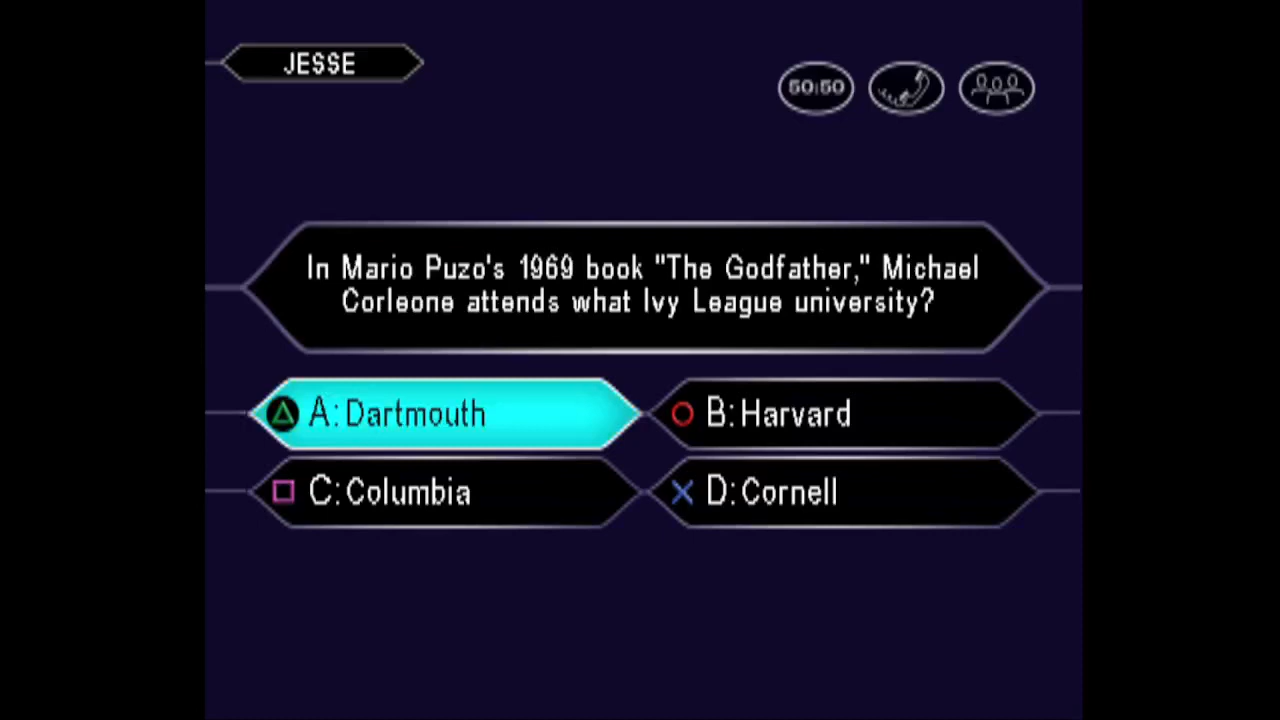 JESSE
50:50
In Mario Puzo's 1969 book "The Godfather," Michael
Corleone attends what Ivy League university?
A: Dartmouth
B: Harvard
C: Columbia
D: Cornell